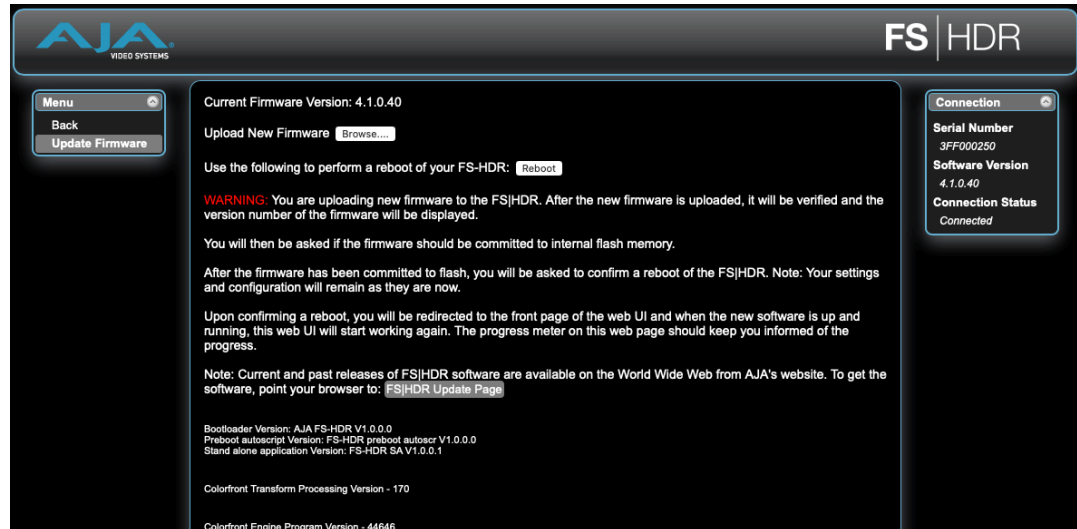 AJA
VIDEO SYSTEMS
FS|HDR
Menu
Back
Update Firmware
Current Firmware Version: 4.1.0.40
Upload New Firmware Browse....
Use the following to perform a reboot of your FS-HDR: Reboot
WARNING: You are uploading new firmware to the FS|HDR. After the new firmware is uploaded, it will be verified and the
version number of the firmware will be displayed.
You will then be asked if the firmware should be committed to internal flash memory.
After the firmware has been committed to flash, you will be asked to confirm a reboot of the FS|HDR. Note: Your settings
and configuration will remain as they are now.
Upon confirming a reboot, you will be redirected to the front page of the web UI and when the new software is up and
running, this web UI will start working again. The progress meter on this web page should keep you informed of the
progress.
Note: Current and past releases of FS|HDR software are available on the World Wide Web from AJA's website. To get the
software, point your browser to: FS|HDR Update Page
Bootloader Version: AJA FS-HDR V1.0.0.0
Preboot autoscript Version: FS-HDR preboot autoscr V1.0.0.0
Stand alone application Version: FS-HDR SA V1.0.0.1
Colorfront Transform Processing Version - 170
Colorfront Engine Program Version - 44646
Connection
Serial Number
3FF000250
Software Version
4.1.0.40
Connection Status
Connected